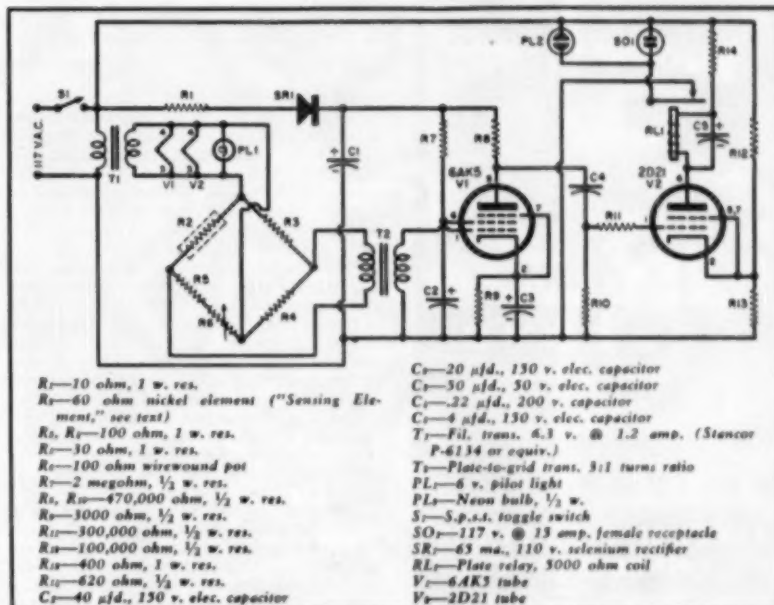 PL2
SO1
R14
S1
R1
SR1
117 V.A.C.
T1
4
3
V1
4
3
V2
PL1
C1
R7
R8
6AK5
V1
C4
RL1
C5
2D21
V2
R12
R2
R3
R5
R6
R4
T2
C2
R9
C3
R11
R10
R13
R₁—10 ohm, 1 w. res.
R₂—60 ohm nickel element ("Sensing Ele-
ment," see text)
R₃, R₄—100 ohm, 1 w. res.
R₅—30 ohm, 1 w. res.
R₆—100 ohm wirewound pot
R₇—2 megohm, ½ w. res.
R₈, R₁₀—470,000 ohm, ½ w. res.
R₉—3000 ohm, ½ w. res.
R₁₁—300,000 ohm, ½ w. res.
R₁₂—100,000 ohm, ½ w. res.
R₁₃—400 ohm, 1 w. res.
R₁₄—620 ohm, ½ w. res.
C₁—40 µfd., 150 v. elec. capacitor
C₂—20 µfd., 150 v. elec. capacitor
C₃—50 µfd., 50 v. elec. capacitor
C₄—.22 µfd., 200 v. capacitor
C₅—4 µfd., 150 v. elec. capacitor
T₁—Fil. trans. 6.3 v. @ 1.2 amp. (Stancor
P-6134 or equiv.)
T₂—Plate-to-grid trans. 3:1 turns ratio
PL₁—6 v. pilot light
PL₂—Neon bulb, ½ w.
S₁—S.p.s.t. toggle switch
SO₁—117 v. @ 15 amp. female receptacle
SR₁—65 ma., 110 v. selenium rectifier
RL₁—Plate relay, 5000 ohm coil
V₁—6AK5 tube
V₂—2D21 tube